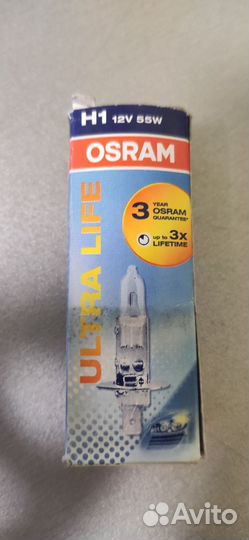 H1 12V 55W
OSRAM
ULTRA LIFE
3 YEAR
OSRAM
GUARANTEE*
up to 3x
LIFETIME
Avito